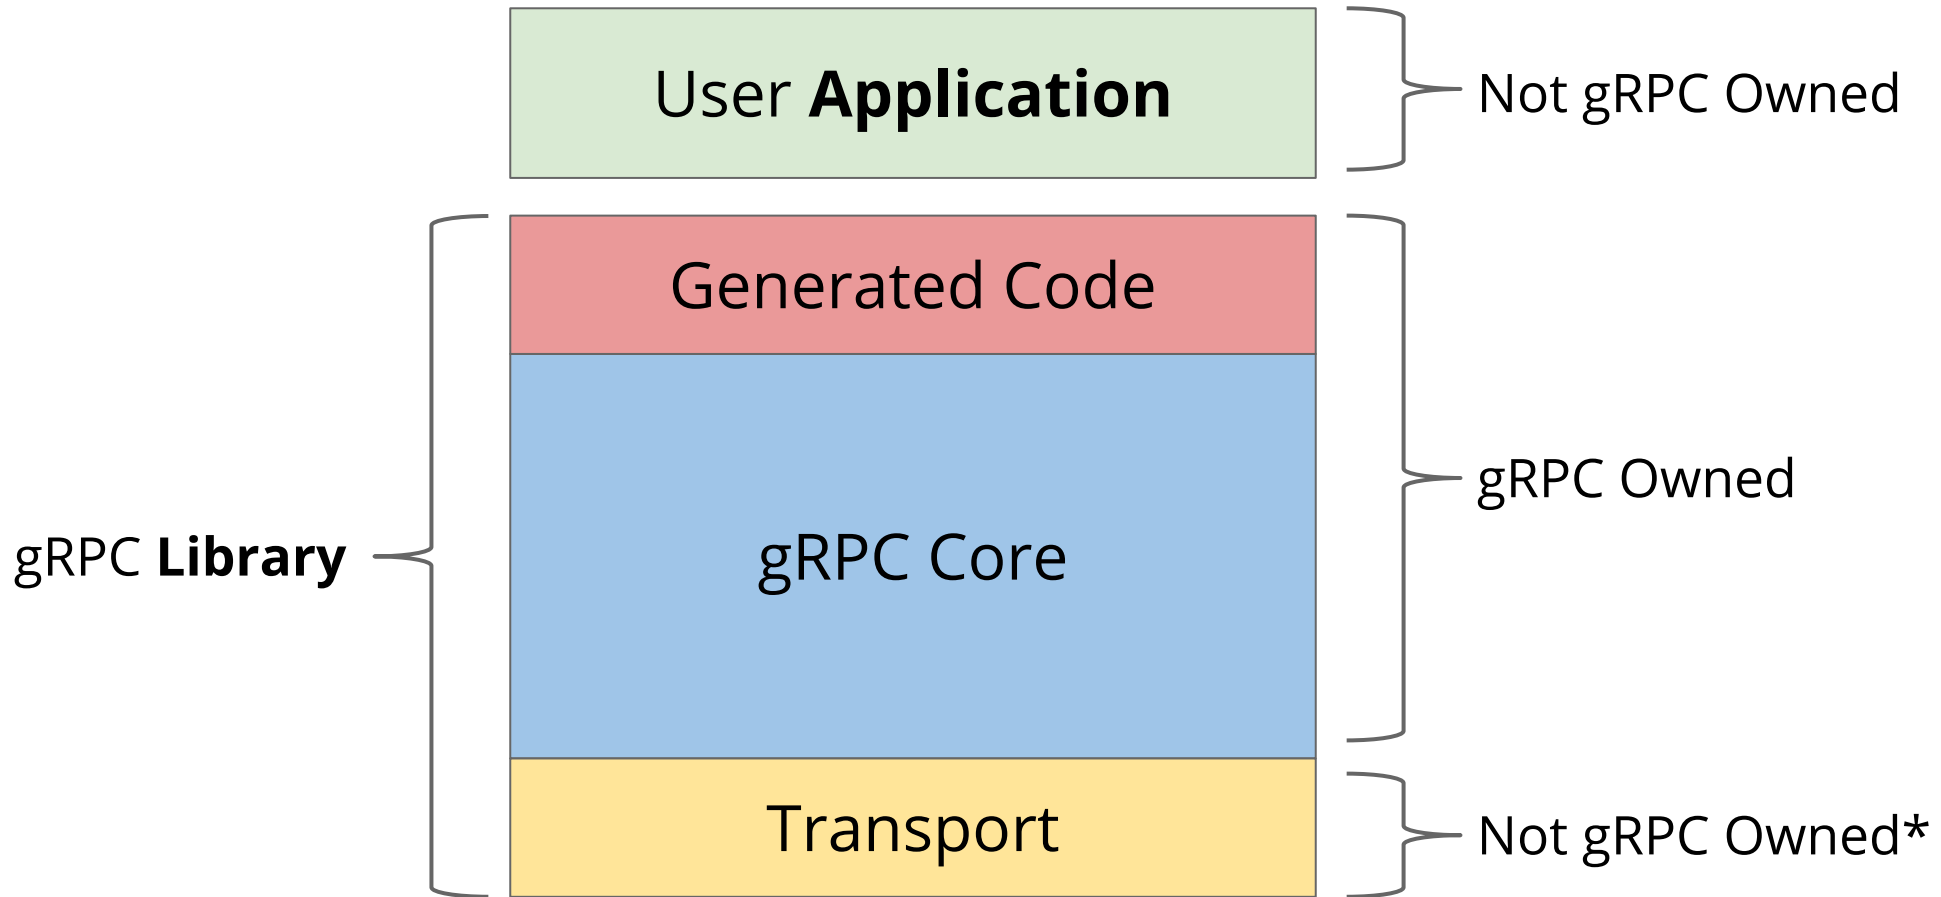 User Application
Not gRPC Owned
Generated Code
gRPC Owned
gRPC Library
gRPC Core
Transport
Not gRPC Owned*